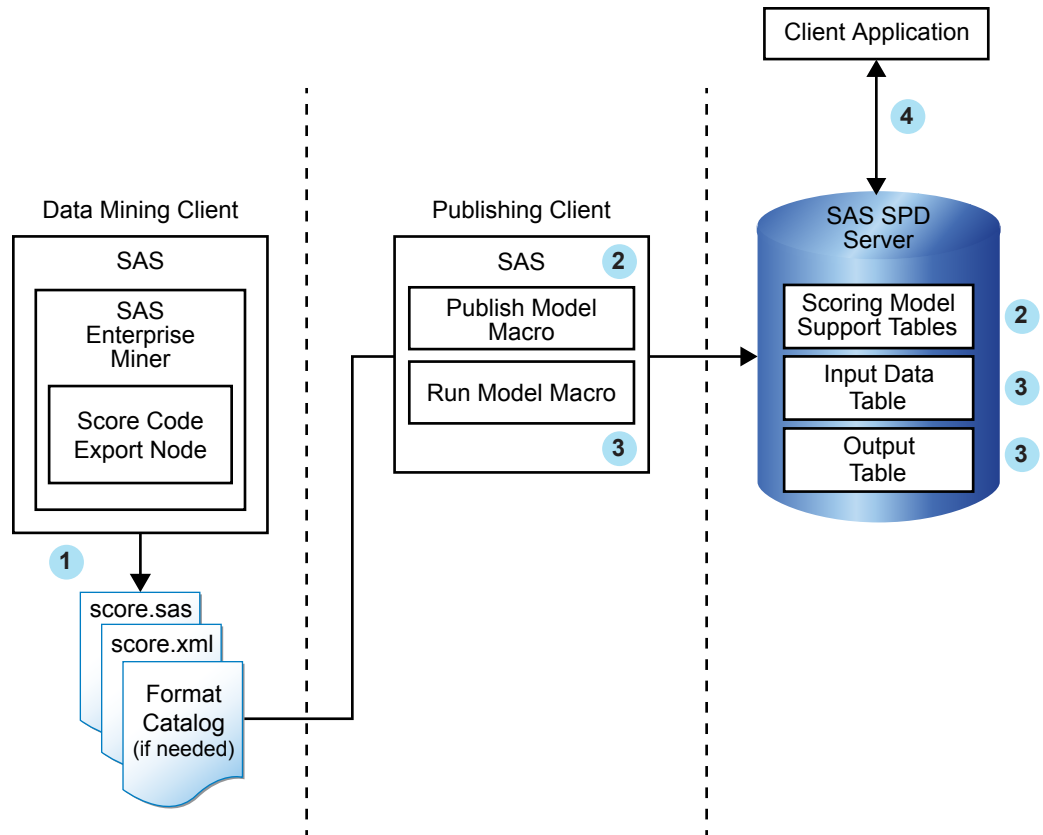 Client Application
4
Data Mining Client
SAS
SAS
Enterprise
Miner
Score Code
Export Node
1
score.sas
score.xml
Format
Catalog
(if needed)
Publishing Client
SAS
2
Publish Model
Macro
Run Model Macro
3
SAS SPD
Server
Scoring Model
Support Tables
2
Input Data
Table
3
Output
Table
3